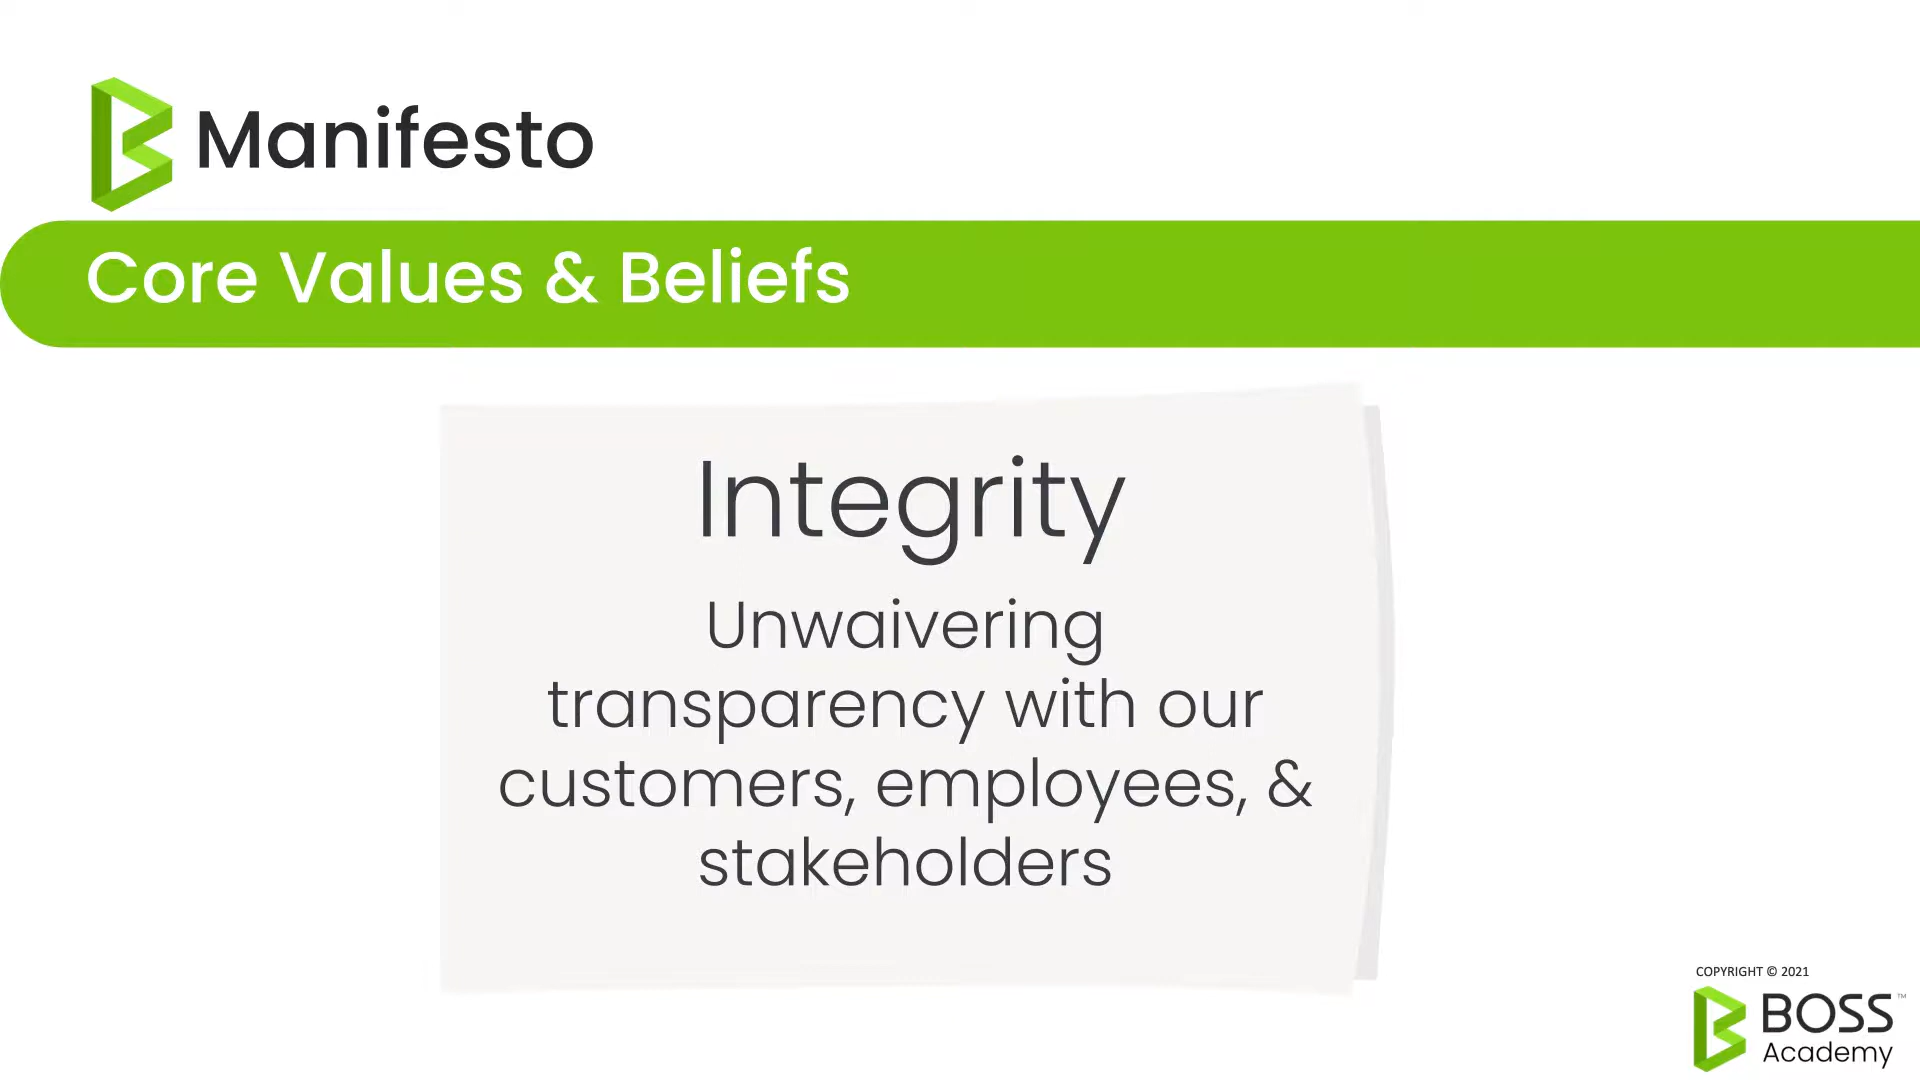 Manifesto
Core Values & Beliefs
Integrity
Unwaivering
transparency with our
customers, employees, &
stakeholders
COPYRIGHT © 2021
BOSS™
Academy